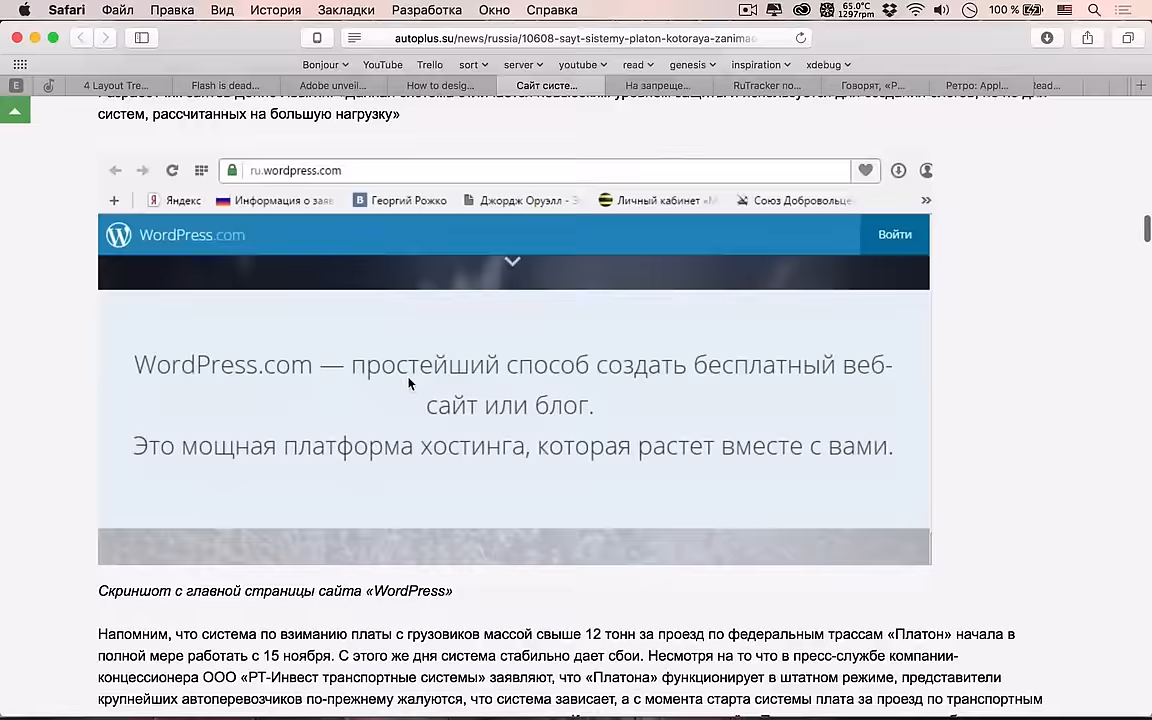 Safari Файл Правка Вид История Закладки Разработка Окно Справка 65.0°C 1297rpm 100 %
autoplus.su/news/russia/10608-sayt-sistemy-platon-kotoraya-zanimae
Bonjour YouTube Trello sort server youtube read genesis inspiration xdebug
E 4 Layout Tre... Flash is dead... Adobe unveil... How to desig... Сайт систе... На запреще... RuTracker по... Говорят, «Р... Ретро: Appl... Read...
систем, рассчитанных на большую нагрузку»
ru.wordpress.com
Я Яндекс Информация о заяв В Георгий Рожко Джордж Оруэлл - Личный кабинет «М Союз Добровольце »
WordPress.com Войти
WordPress.com — простейший способ создать бесплатный веб-
сайт или блог.
Это мощная платформа хостинга, которая растет вместе с вами.
Скриншот с главной страницы сайта «WordPress»
Напомним, что система по взиманию платы с грузовиков массой свыше 12 тонн за проезд по федеральным трассам «Платон» начала в
полной мере работать с 15 ноября. С этого же дня система стабильно дает сбои. Несмотря на то что в пресс-службе компании-
концессионера ООО «РТ-Инвест транспортные системы» заявляют, что «Платона» функционирует в штатном режиме, представители
крупнейших автоперевозчиков по-прежнему жалуются, что система зависает, а с момента старта системы плата за проезд по транспортным